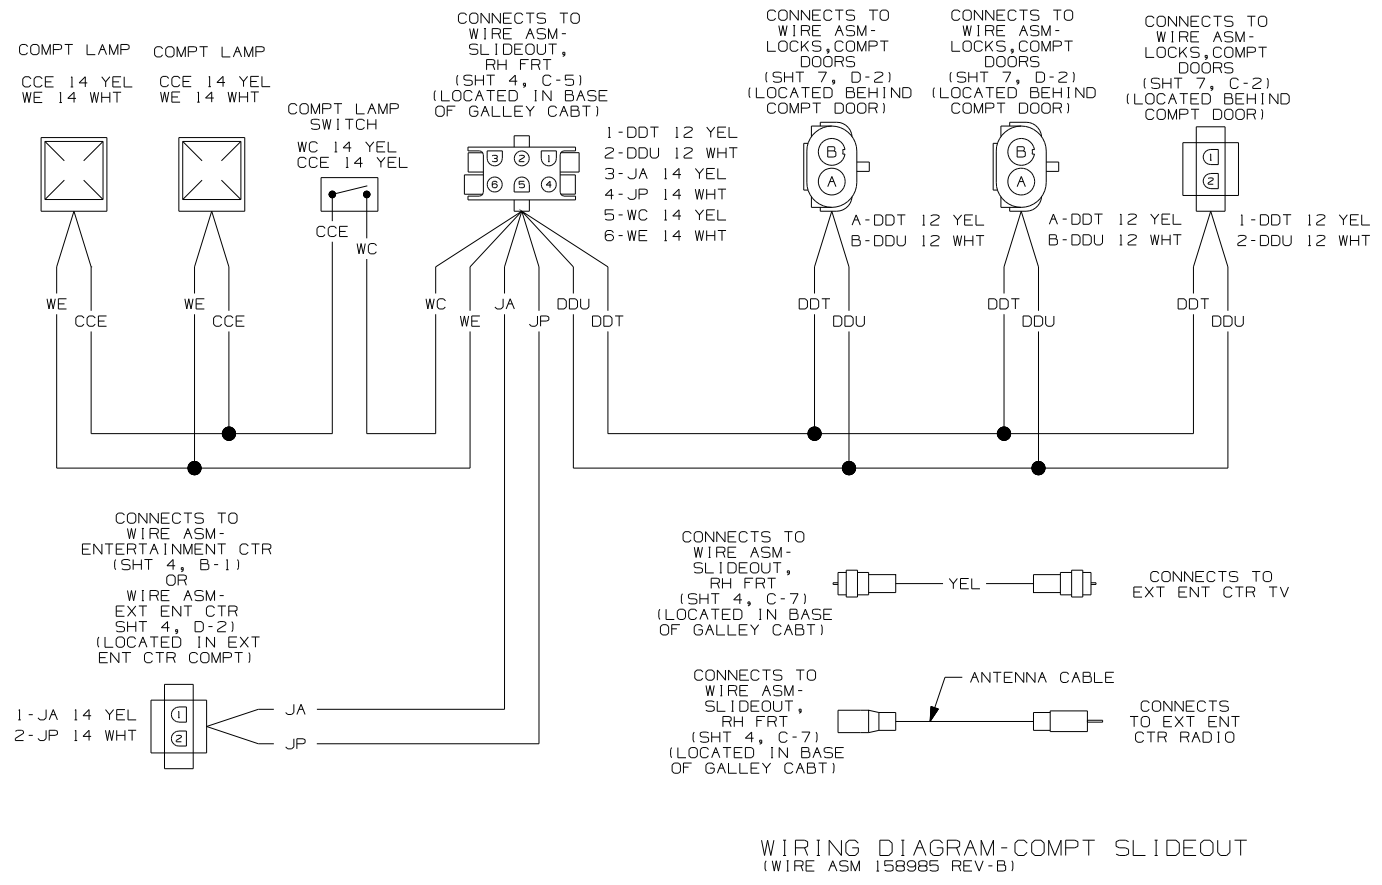 COMPT LAMP
CCE 14 YEL
WE 14 WHT
COMPT LAMP
CCE 14 YEL
WE 14 WHT
COMPT LAMP
SWITCH
WC 14 YEL
CCE 14 YEL
CONNECTS TO
WIRE ASM-
SLIDEOUT,
RH FRT
(SHT 4, C-5)
(LOCATED IN BASE
OF GALLEY CABT)
1-DDT 12 YEL
2-DDU 12 WHT
3-JA 14 YEL
4-JP 14 WHT
5-WC 14 YEL
6-WE 14 WHT
3 2 1
6 5 4
CONNECTS TO
WIRE ASM-
LOCKS,COMPT
DOORS
(SHT 7, D-2)
(LOCATED BEHIND
COMPT DOOR)
B
A
A-DDT 12 YEL
B-DDU 12 WHT
CONNECTS TO
WIRE ASM-
LOCKS,COMPT
DOORS
(SHT 7, D-2)
(LOCATED BEHIND
COMPT DOOR)
B
A
A-DDT 12 YEL
B-DDU 12 WHT
CONNECTS TO
WIRE ASM-
LOCKS,COMPT
DOORS
(SHT 7, C-2)
(LOCATED BEHIND
COMPT DOOR)
1
2
1-DDT 12 YEL
2-DDU 12 WHT
CCE
WC
WE
CCE
WE
CCE
WC
WE
JA
JP
DDU
DDT
DDT
DDU
DDT
DDU
DDT
DDU
CONNECTS TO
WIRE ASM-
ENTERTAINMENT CTR
(SHT 4, B-1)
OR
WIRE ASM-
EXT ENT CTR
SHT 4, D-2)
(LOCATED IN EXT
ENT CTR COMPT)
1-JA 14 YEL
2-JP 14 WHT
1
2
JA
JP
CONNECTS TO
WIRE ASM-
SLIDEOUT,
RH FRT
(SHT 4, C-7)
(LOCATED IN BASE
OF GALLEY CABT)
YEL
CONNECTS TO
EXT ENT CTR TV
CONNECTS TO
WIRE ASM-
SLIDEOUT,
RH FRT
(SHT 4, C-7)
(LOCATED IN BASE
OF GALLEY CABT)
ANTENNA CABLE
CONNECTS
TO EXT ENT
CTR RADIO
WIRING DIAGRAM-COMPT SLIDEOUT
(WIRE ASM 158985 REV-B)